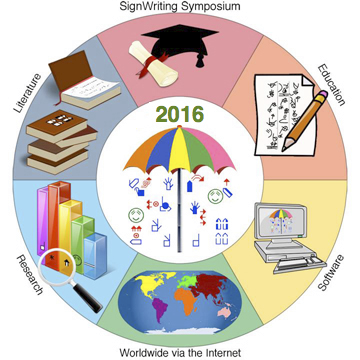 SignWriting Symposium
Literature
Education
2016
Research
Software
Worldwide via the Internet